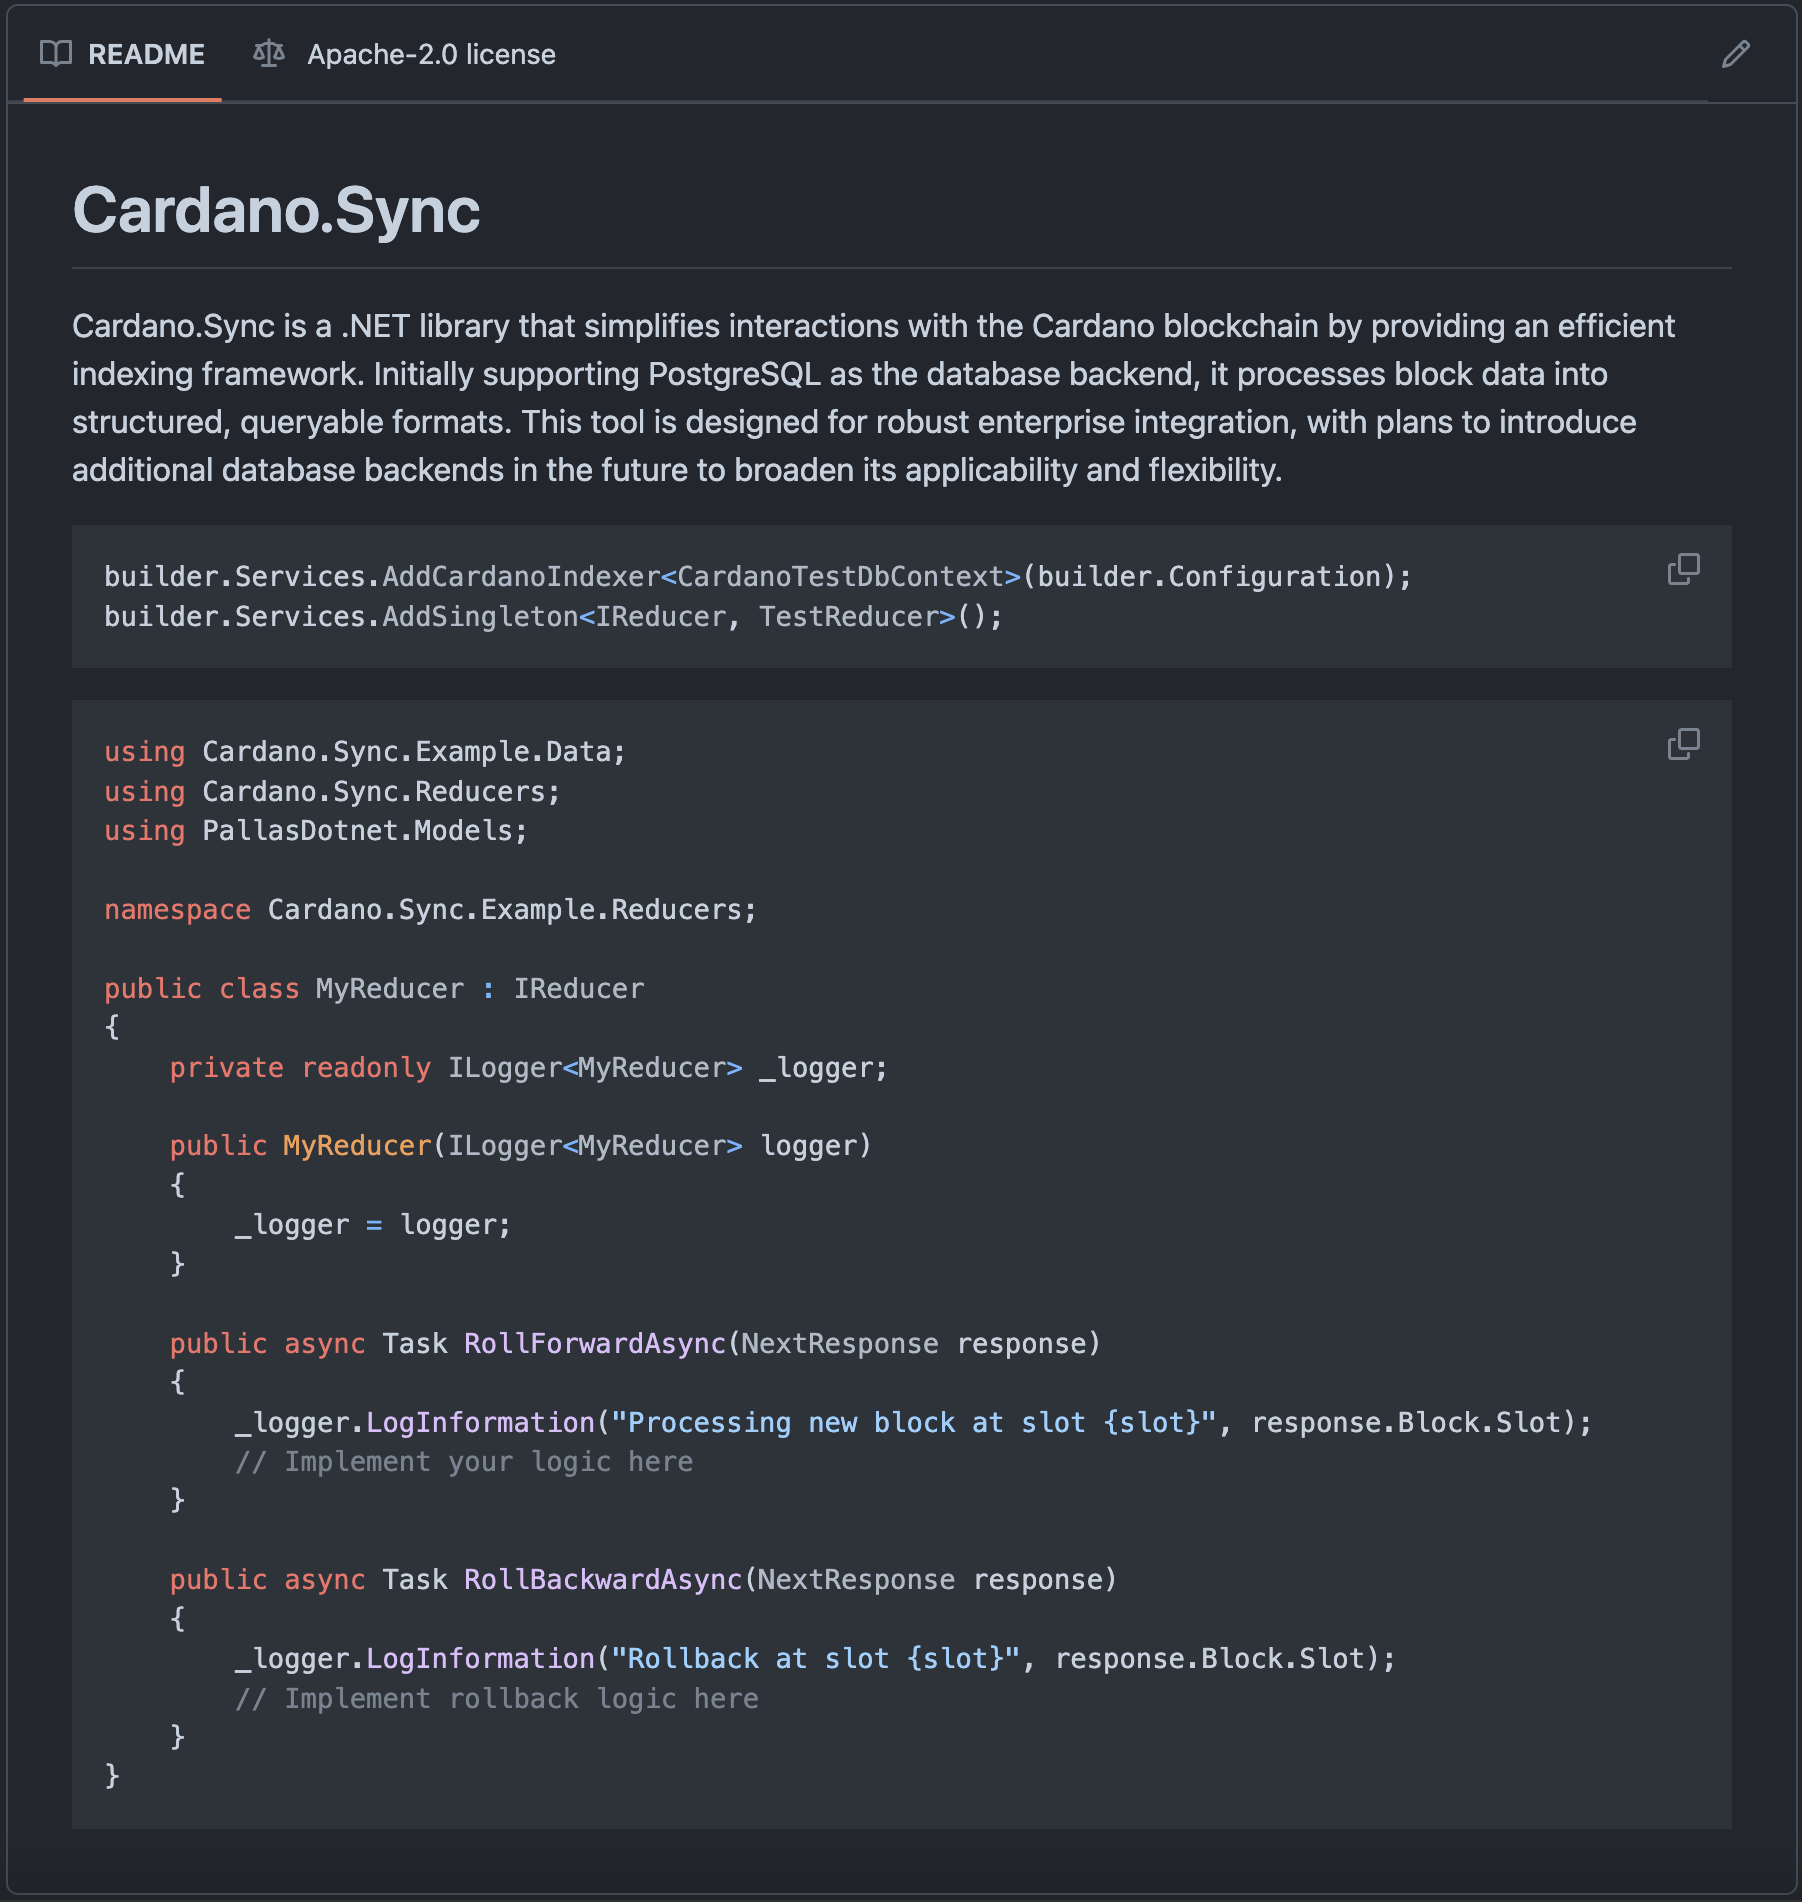 README Apache-2.0 license
Cardano.Sync
Cardano.Sync is a .NET library that simplifies interactions with the Cardano blockchain by providing an efficient
indexing framework. Initially supporting PostgreSQL as the database backend, it processes block data into
structured, queryable formats. This tool is designed for robust enterprise integration, with plans to introduce
additional database backends in the future to broaden its applicability and flexibility.
builder.Services.AddCardanoIndexer<CardanoTestDbContext>(builder.Configuration);
builder.Services.AddSingleton<IReducer, TestReducer>();
using Cardano.Sync.Example.Data;
using Cardano.Sync.Reducers;
using PallasDotnet.Models;
namespace Cardano.Sync.Example.Reducers;
public class MyReducer : IReducer
{
    private readonly ILogger<MyReducer> _logger;
    public MyReducer(ILogger<MyReducer> logger)
    {
        _logger = logger;
    }
    public async Task RollForwardAsync(NextResponse response)
    {
        _logger.LogInformation("Processing new block at slot {slot}", response.Block.Slot);
        // Implement your logic here
    }
    public async Task RollBackwardAsync(NextResponse response)
    {
        _logger.LogInformation("Rollback at slot {slot}", response.Block.Slot);
        // Implement rollback logic here
    }
}